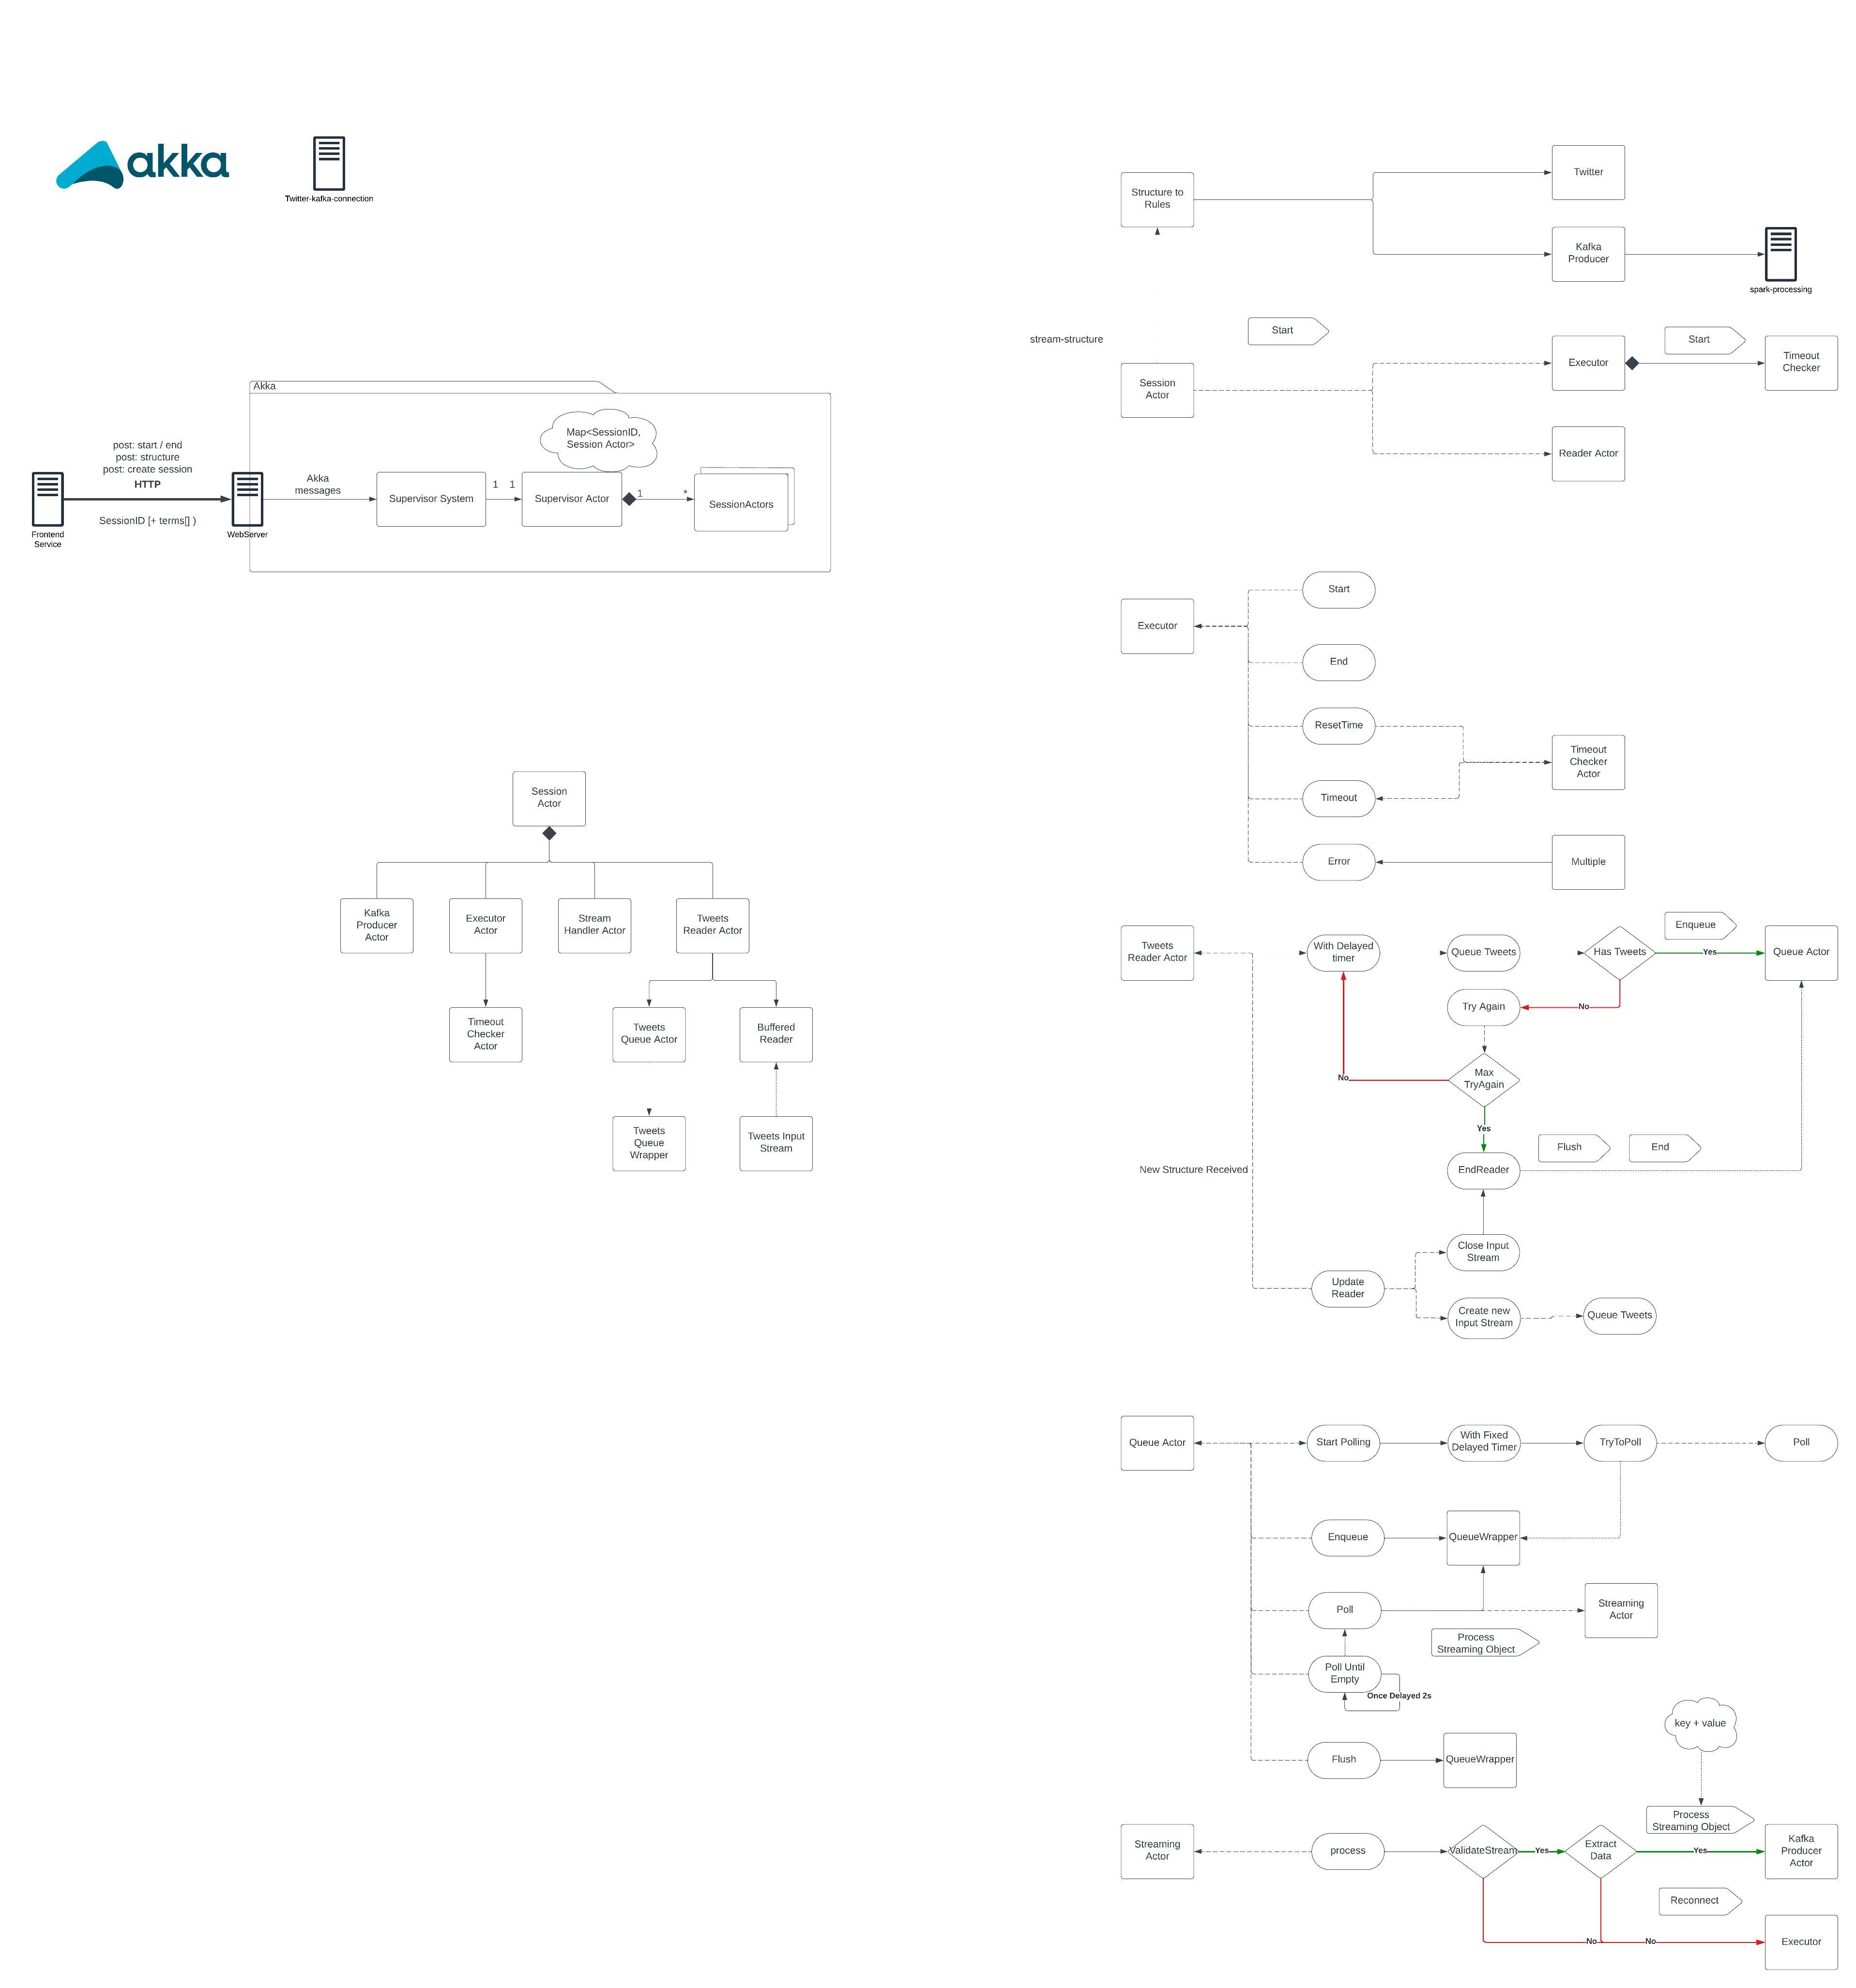 akka
Twitter-kafka-connection
Akka
post: start / end
post: structure
post: create session
HTTP
SessionID [+ terms[] )
Frontend
Service
WebServer
Akka
messages
Supervisor System
1
1
Map<SessionID,
Session Actor>
Supervisor Actor
1
*
SessionActors
Session
Actor
Kafka
Producer
Actor
Executor
Actor
Stream
Handler Actor
Tweets
Reader Actor
Timeout
Checker
Actor
Tweets
Queue Actor
Buffered
Reader
Tweets
Queue
Wrapper
Tweets Input
Stream
Structure to
Rules
Twitter
Kafka
Producer
spark-processing
stream-structure
Start
Session
Actor
Executor
Start
Timeout
Checker
Reader Actor
Executor
Start
End
ResetTime
Timeout
Checker
Actor
Timeout
Error
Multiple
Tweets
Reader Actor
With Delayed
timer
Queue Tweets
Has Tweets
Enqueue
Yes
Queue Actor
Try Again
No
Max
TryAgain
No
Yes
Flush
End
EndReader
New Structure Received
Close Input
Stream
Update
Reader
Create new
Input Stream
Queue Tweets
Queue Actor
Start Polling
With Fixed
Delayed Timer
TryToPoll
Poll
Enqueue
QueueWrapper
Poll
Streaming
Actor
Process
Streaming Object
Poll Until
Empty
Once Delayed 2s
key + value
Flush
QueueWrapper
Process
Streaming Object
Streaming
Actor
process
ValidateStream
Yes
Extract
Data
Yes
Kafka
Producer
Actor
Reconnect
No
No
Executor